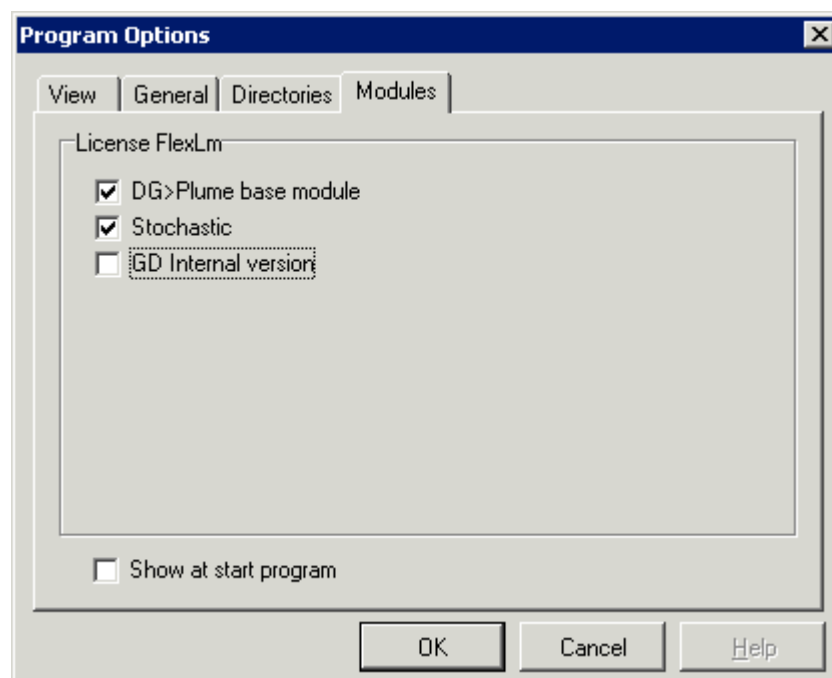 Program Options
View General Directories Modules
License FlexLm
DG>Plume base module
Stochastic
GD Internal version
Show at start program
OK Cancel Help